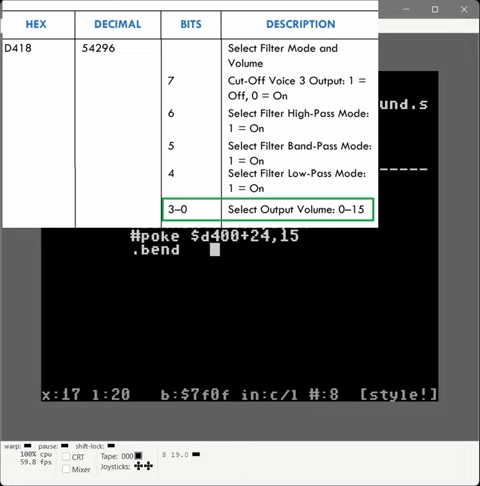 HEX DECIMAL BITS DESCRIPTION
D418 54296 Select Filter Mode and
Volume
7 Cut-Off Voice 3 Output: 1 =
Off, 0 = On
6 Select Filter High-Pass Mode:
1 = On
5 Select Filter Band-Pass Mode:
1 = On
4 Select Filter Low-Pass Mode:
1 = On
3–0 Select Output Volume: 0–15
und.s
--------
#poke $d400+24,15
.bend
x:17 l:20 b:$7f0f in:c/l #:8 [style!]
warp: pause: shift-lock:
100% cpu
59.8 fps
CRT
Mixer
Tape: 000
Joysticks:
8 19.0